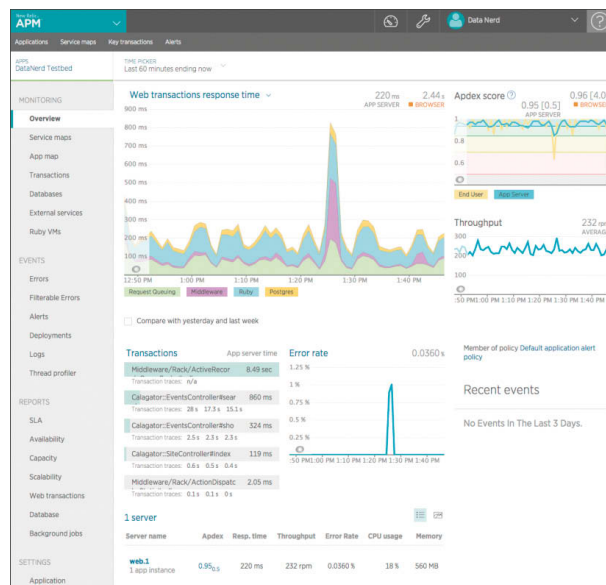 New Relic
APM
Data Nerd
Applications Service maps Key transactions Alerts
APPS
DataNerd Testbed
TIME PICKER
Last 60 minutes ending now
MONITORING
Overview
Service maps
App map
Transactions
Databases
External services
Ruby VMs
EVENTS
Errors
Filterable Errors
Alerts
Deployments
Logs
Thread profiler
REPORTS
SLA
Availability
Capacity
Scalability
Web transactions
Database
Background jobs
SETTINGS
Application
Web transactions response time
220 ms
APP SERVER
2.44 s
BROWSER
900 ms
800 ms
700 ms
600 ms
500 ms
400 ms
300 ms
200 ms
100 ms
12:50 PM 1:00 PM 1:10 PM 1:20 PM 1:30 PM 1:40 PM
Request Queuing Middleware Ruby Postgres
Compare with yesterday and last week
Apdex score
0.95 [0.5]
APP SERVER
0.96 [4.0
BROWSER
1
0.8
0.6
End User App Server
Throughput
232 rpm
AVERAGE
300
200
100
:50 PM 1:00 PM 1:10 PM 1:20 PM 1:30 PM 1:40 PM
Transactions App server time
Middleware/Rack/ActiveRecor 8.49 sec
Transaction traces: n/a
Calagator::EventsController#sear 860 ms
Transaction traces: 28 s 17.3 s 15.1 s
Calagator::EventsController#sho 324 ms
Transaction traces: 2.5 s 2.3 s 2.3 s
Calagator::SiteController#index 119 ms
Transaction traces: 0.6 s 0.5 s 0.4 s
Middleware/Rack/ActionDispatc 2.05 ms
Transaction traces: 0.1 s 0.1 s 0 s
Error rate 0.0360 %
1.25 %
1 %
0.75 %
0.5 %
0.25 %
:50 PM 1:00 PM 1:10 PM 1:20 PM 1:30 PM 1:40 PM
Member of policy Default application alert
policy
Recent events
No Events In The Last 3 Days.
1 server
Server name Apdex Resp. time Throughput Error Rate CPU usage Memory
web.1 0.95 0.5 220 ms 232 rpm 0.0360 % 18 % 560 MB
1 app instance